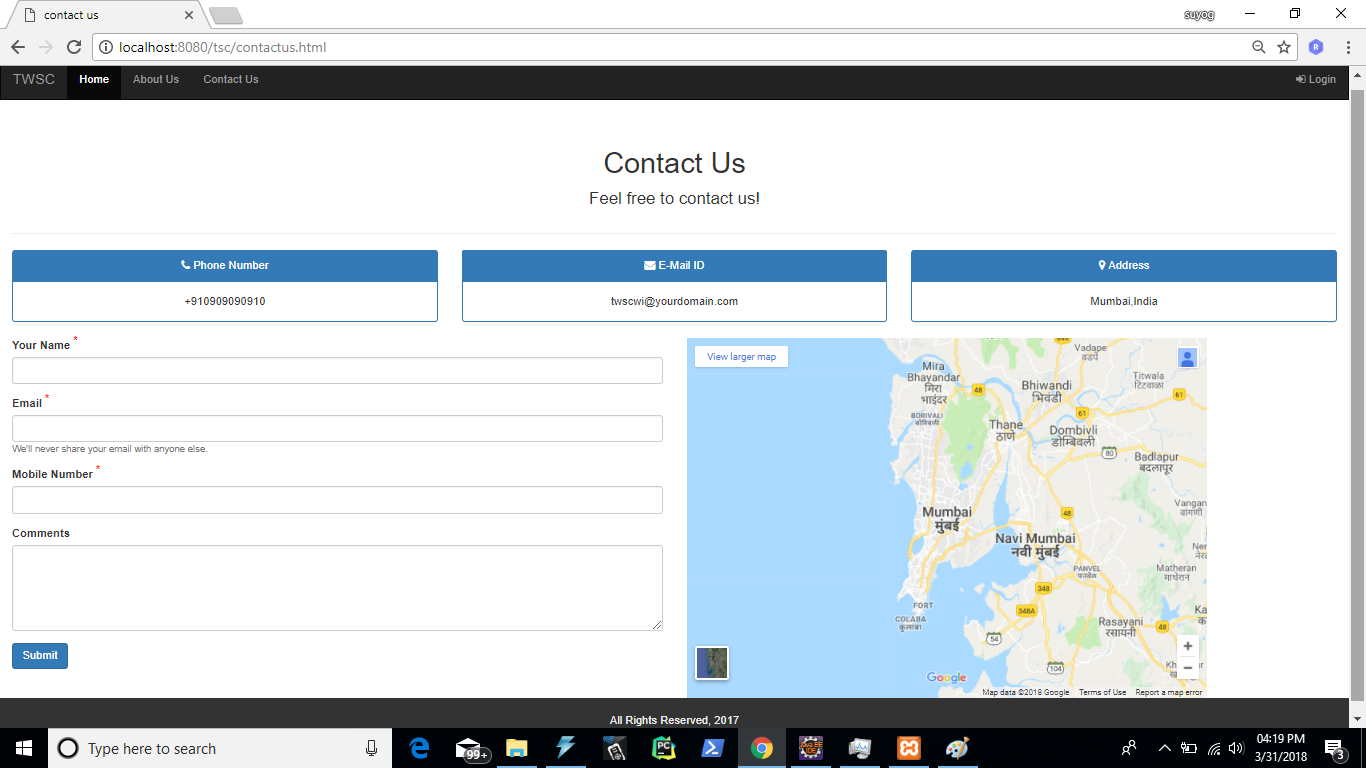 contact us
suyog
localhost:8080/tsc/contactus.html
TWSC Home About Us Contact Us Login
Contact Us
Feel free to contact us!
Phone Number
+910909090910
E-Mail ID
twscwi@yourdomain.com
Address
Mumbai,India
Your Name *
Email *
We'll never share your email with anyone else.
Mobile Number *
Comments
Submit
View larger map
Vadape
वडपे
Mira
Bhayandar
मिरा
भाईंदर
48
Bhiwandi
भिवंडी
Titwala
टिटवाळा
61
BORIVALI
बोरिवली
Thane
ठाणे
61
Dombivli
डोम्बिवली
80
Badlapur
बदलापूर
Mumbai
मुंबई
48
Vangan
वांगणी
Navi Mumbai
नवी मुंबई
PANVEL
पनवेल
Matheran
माथेरान
348
FORT
348A
COLABA
कुलाबा
Rasayani
रसायनी
48
54
104
Google
Map data ©2018 Google Terms of Use Report a map error
All Rights Reserved, 2017
Type here to search
99+
PC
04:19 PM
3/31/2018
3